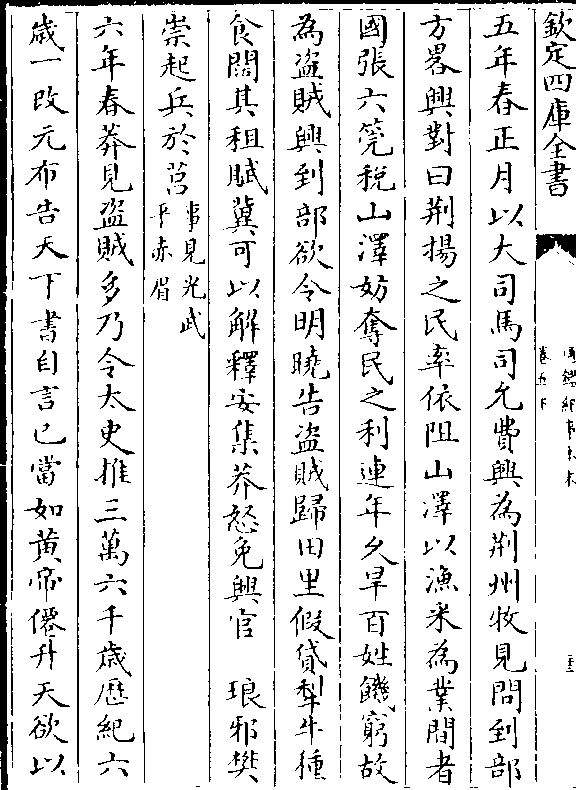 欽定四庫全書
五年春正月以大司馬司允費興為荆州牧見問到部
方畧興對曰荆揚之民率依阻山澤以漁采為業間者
國張六筦税山澤妨奪民之利連年久旱百姓饑窮故
為盗賊興到部欲令明曉告盗賊歸田里假貸犁牛種
食闊其租賦冀可以解釋安集莽怒免興官　琅邪樊
崇起兵於莒事見光武平赤眉
六年春莽見盗賊多乃令太史推三萬六千歳歴紀六
歳一改元布告天下書自言已當如黄帝僊升天欲以